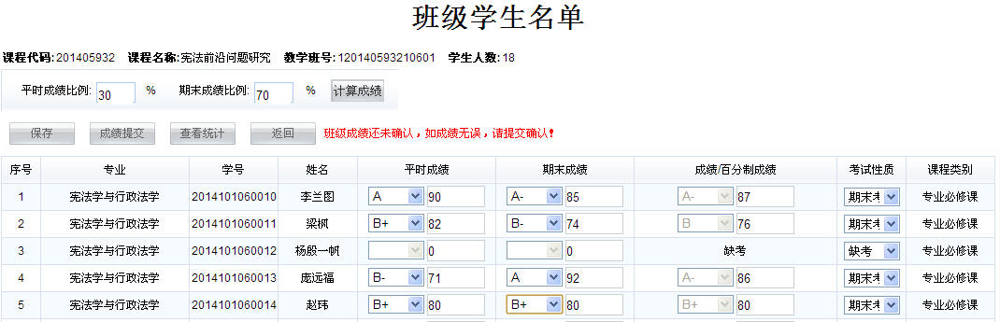 班级学生名单
课程代码:201405932 课程名称:宪法前沿问题研究 教学班号:120140593210601 学生人数:18
平时成绩比例: 30 % 期末成绩比例: 70 % 计算成绩
保存 成绩提交 查看统计 返回 班级成绩还未确认，如成绩无误，请提交确认！
序号 专业 学号 姓名 平时成绩 期末成绩 成绩/百分制成绩 考试性质 课程类别
1 宪法学与行政法学 2014101060010 李兰图 A 90 A- 85 A- 87 期末考 专业必修课
2 宪法学与行政法学 2014101060011 梁枫 B+ 82 B- 74 B 76 期末考 专业必修课
3 宪法学与行政法学 2014101060012 杨殷一帆 0 0 缺考 缺考 专业必修课
4 宪法学与行政法学 2014101060013 庞远福 B- 71 A 92 A- 86 期末考 专业必修课
5 宪法学与行政法学 2014101060014 赵玮 B+ 80 B+ 80 B+ 80 期末考 专业必修课